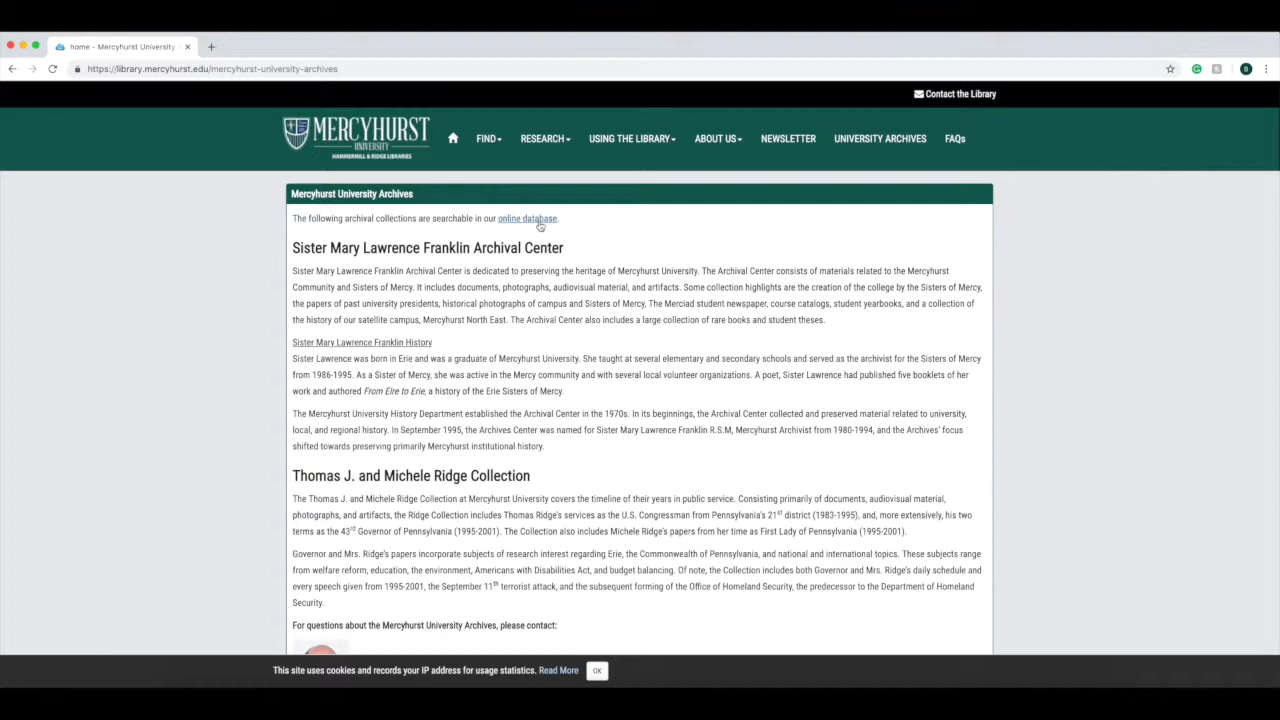 home - Mercyhurst University
https://library.mercyhurst.edu/mercyhurst-university-archives
B
Contact the Library
MERCYHURST
UNIVERSITY
HAMMERMILL & RIDGE LIBRARIES
FIND
RESEARCH
USING THE LIBRARY
ABOUT US
NEWSLETTER
UNIVERSITY ARCHIVES
FAQs
Mercyhurst University Archives
The following archival collections are searchable in our online database.
Sister Mary Lawrence Franklin Archival Center
Sister Mary Lawrence Franklin Archival Center is dedicated to preserving the heritage of Mercyhurst University. The Archival Center consists of materials related to the Mercyhurst
Community and Sisters of Mercy. It includes documents, photographs, audiovisual material, and artifacts. Some collection highlights are the creation of the college by the Sisters of Mercy,
the papers of past university presidents, historical photographs of campus and Sisters of Mercy, The Merciad student newspaper, course catalogs, student yearbooks, and a collection of
the history of our satellite campus, Mercyhurst North East. The Archival Center also includes a large collection of rare books and student theses.
Sister Mary Lawrence Franklin History
Sister Lawrence was born in Erie and was a graduate of Mercyhurst University. She taught at several elementary and secondary schools and served as the archivist for the Sisters of Mercy
from 1986-1995. As a Sister of Mercy, she was active in the Mercy community and with several local volunteer organizations. A poet, Sister Lawrence had published five booklets of her
work and authored From Eire to Erie, a history of the Erie Sisters of Mercy.
The Mercyhurst University History Department established the Archival Center in the 1970s. In its beginnings, the Archival Center collected and preserved material related to university,
local, and regional history. In September 1995, the Archives Center was named for Sister Mary Lawrence Franklin R.S.M, Mercyhurst Archivist from 1980-1994, and the Archives' focus
shifted towards preserving primarily Mercyhurst institutional history.
Thomas J. and Michele Ridge Collection
The Thomas J. and Michele Ridge Collection at Mercyhurst University covers the timeline of their years in public service. Consisting primarily of documents, audiovisual material,
photographs, and artifacts, the Ridge Collection includes Thomas Ridge's services as the U.S. Congressman from Pennsylvania's 21st district (1983-1995), and, more extensively, his two
terms as the 43rd Governor of Pennsylvania (1995-2001). The Collection also includes Michele Ridge's papers from her time as First Lady of Pennsylvania (1995-2001).
Governor and Mrs. Ridge's papers incorporate subjects of research interest regarding Erie, the Commonwealth of Pennsylvania, and national and international topics. These subjects range
from welfare reform, education, the environment, Americans with Disabilities Act, and budget balancing. Of note, the Collection includes both Governor and Mrs. Ridge's daily schedule and
every speech given from 1995-2001, the September 11th terrorist attack, and the subsequent forming of the Office of Homeland Security, the predecessor to the Department of Homeland
Security.
For questions about the Mercyhurst University Archives, please contact:
This site uses cookies and records your IP address for usage statistics. Read More
OK